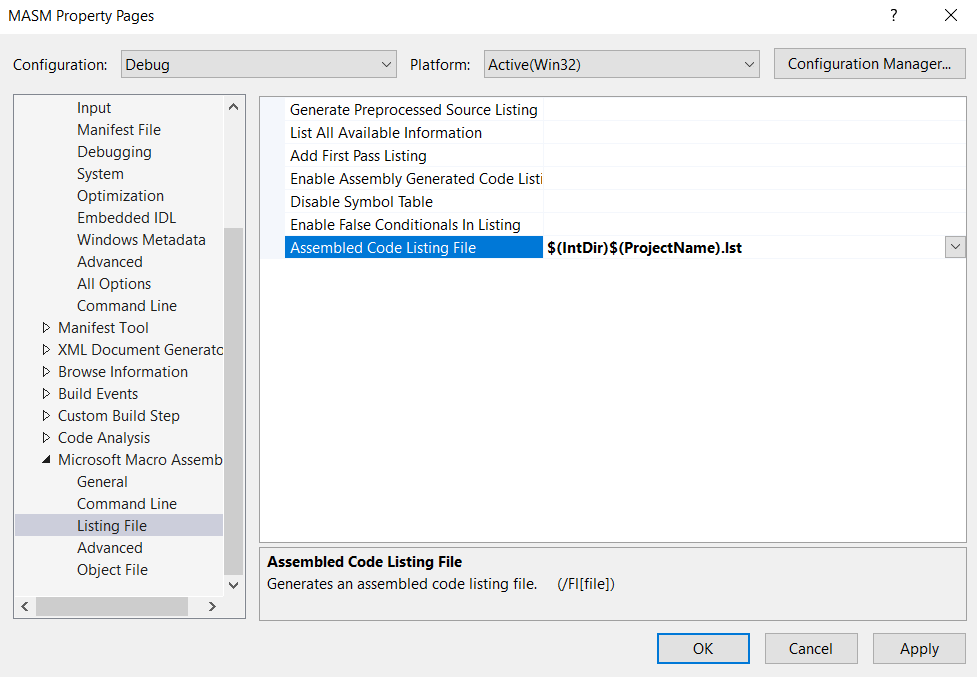 MASM Property Pages
Configuration: Debug Platform: Active(Win32) Configuration Manager...
Input
Manifest File
Debugging
System
Optimization
Embedded IDL
Windows Metadata
Advanced
All Options
Command Line
Manifest Tool
XML Document Generato
Browse Information
Build Events
Custom Build Step
Code Analysis
Microsoft Macro Assemb
General
Command Line
Listing File
Advanced
Object File
Generate Preprocessed Source Listing
List All Available Information
Add First Pass Listing
Enable Assembly Generated Code Listi
Disable Symbol Table
Enable False Conditionals In Listing
Assembled Code Listing File $(IntDir)$(ProjectName).lst
Assembled Code Listing File
Generates an assembled code listing file. (/Fl[file])
OK Cancel Apply